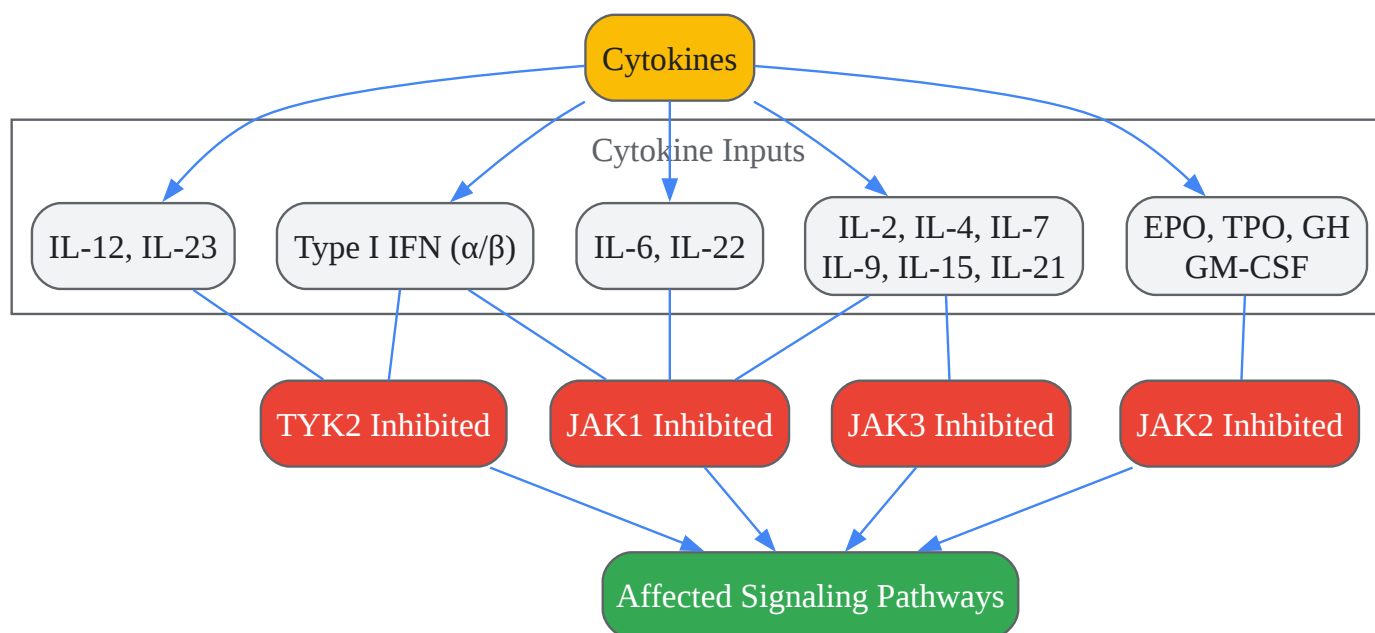 Cytokines
Cytokine Inputs
IL-12, IL-23
Type I IFN (α/β)
IL-6, IL-22
IL-2, IL-4, IL-7
IL-9, IL-15, IL-21
EPO, TPO, GH
GM-CSF
TYK2 Inhibited
JAK1 Inhibited
JAK3 Inhibited
JAK2 Inhibited
Affected Signaling Pathways